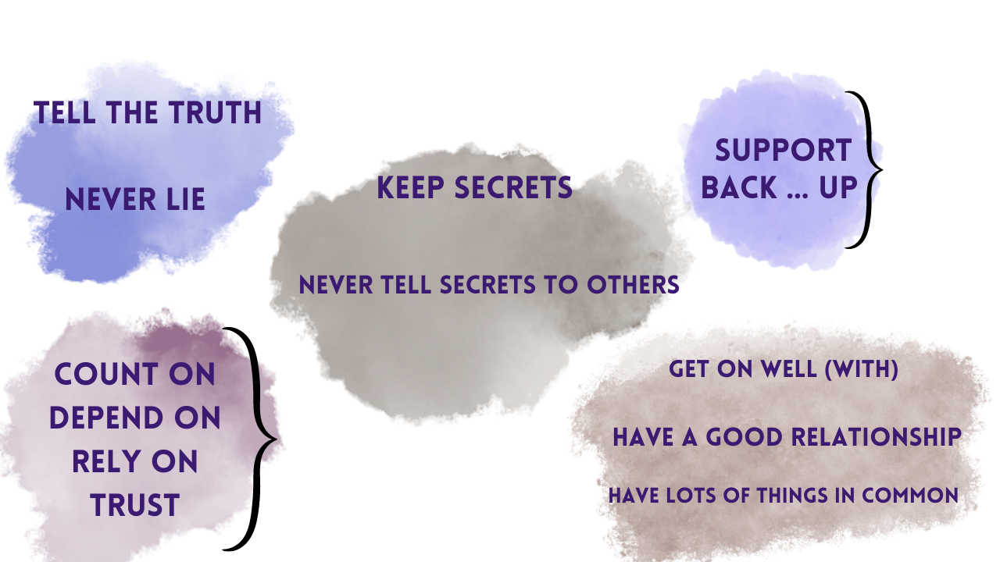 TELL THE TRUTH
NEVER LIE
KEEP SECRETS
NEVER TELL SECRETS TO OTHERS
SUPPORT
BACK ... UP
COUNT ON
DEPEND ON
RELY ON
TRUST
GET ON WELL (WITH)
HAVE A GOOD RELATIONSHIP
HAVE LOTS OF THINGS IN COMMON